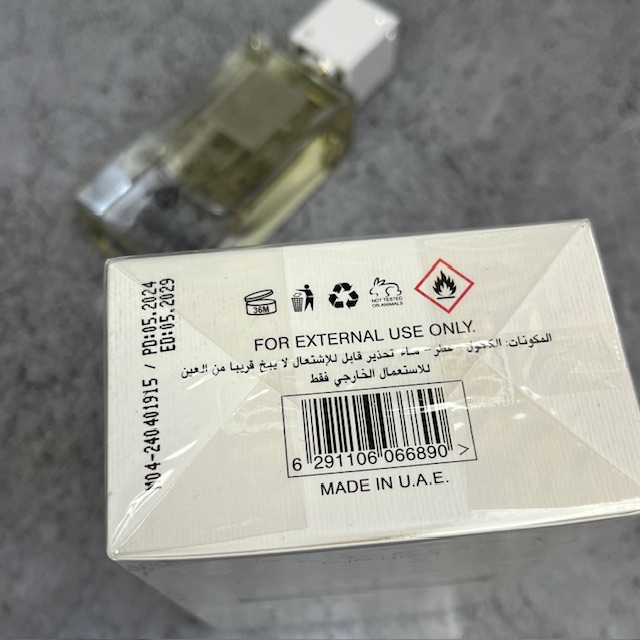 M04-240401915 / PD:05.2024
ED:05.2029
36M
NOT TESTED
ON ANIMALS
FOR EXTERNAL USE ONLY.
المكونات: الكحول - عطر - ماء تحذير قابل للإشتعال لا يبخ قريبا من العين
للاستعمال الخارجي فقط
6 291106 066890 >
MADE IN U.A.E.